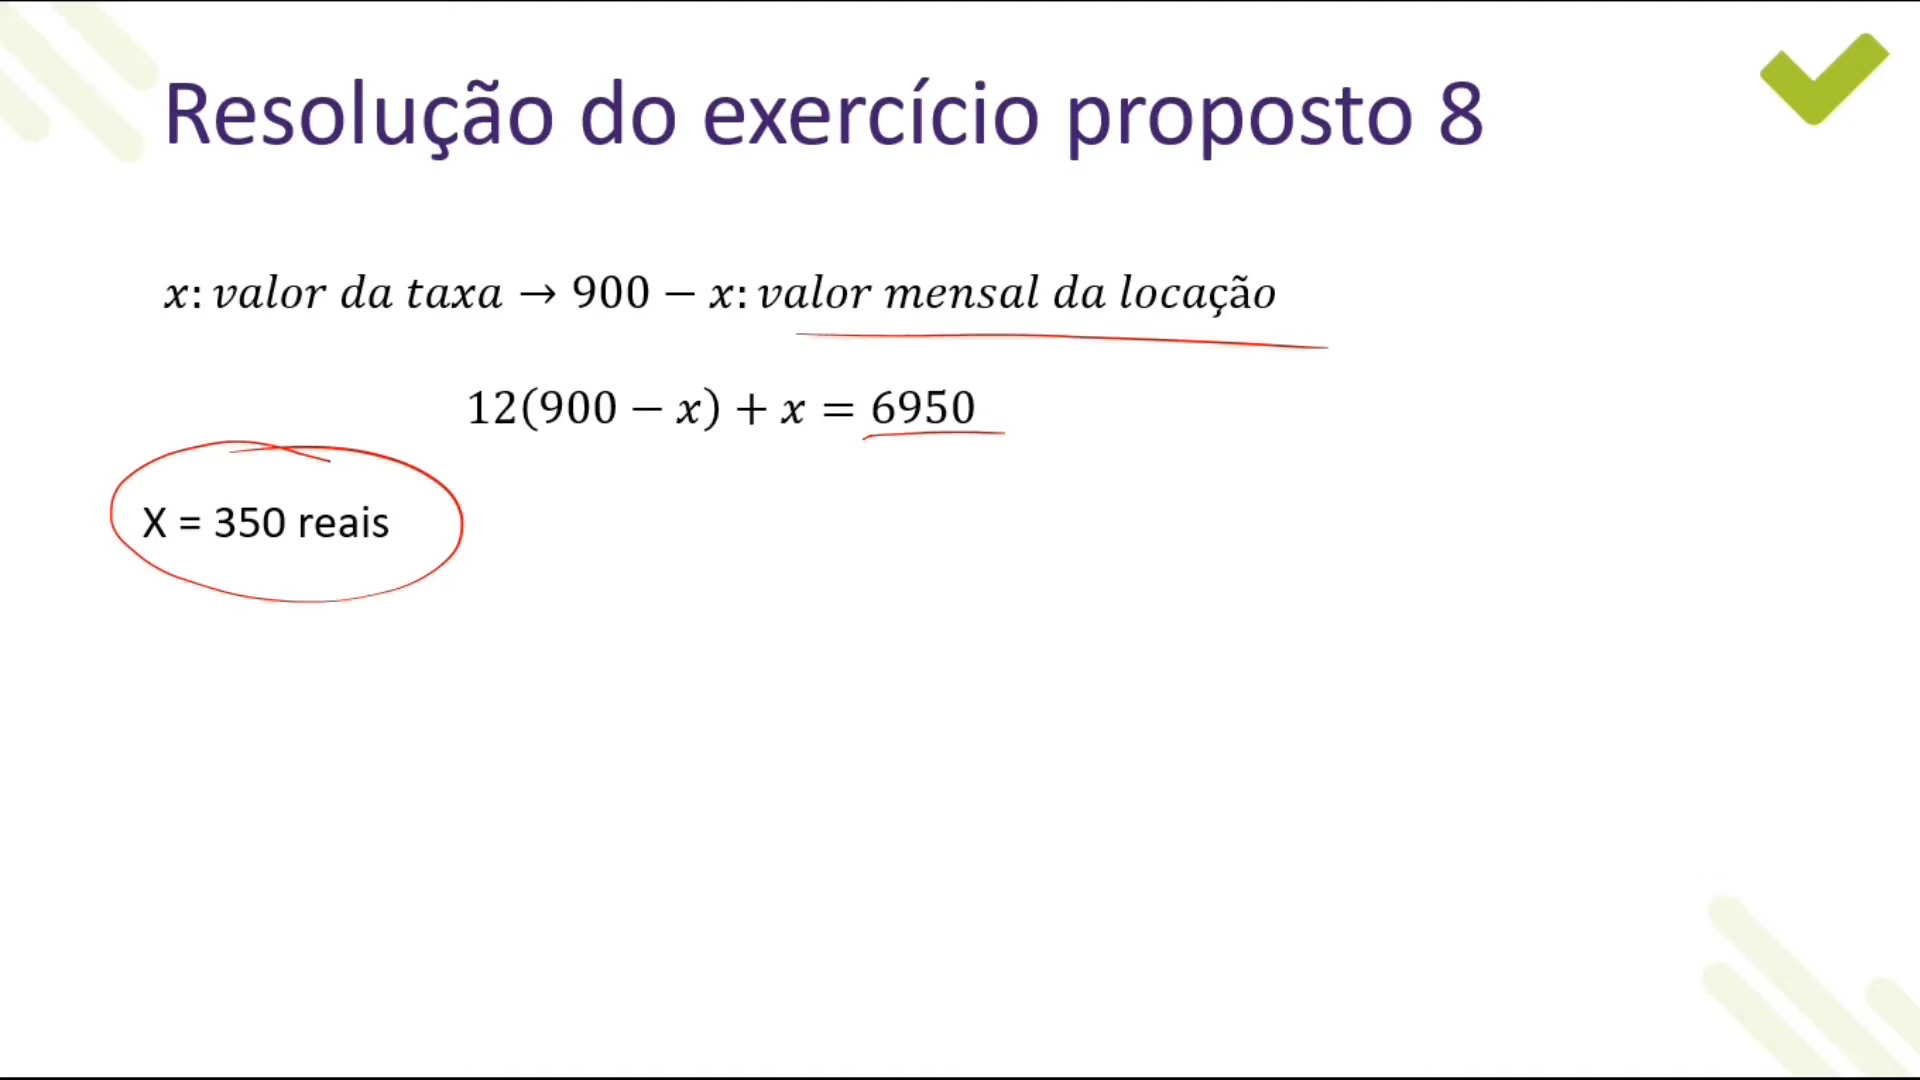 Resolução do exercício proposto 8
x: valor da taxa → 900 − x: valor mensal da locação
12(900 − x) + x = 6950
X = 350 reais